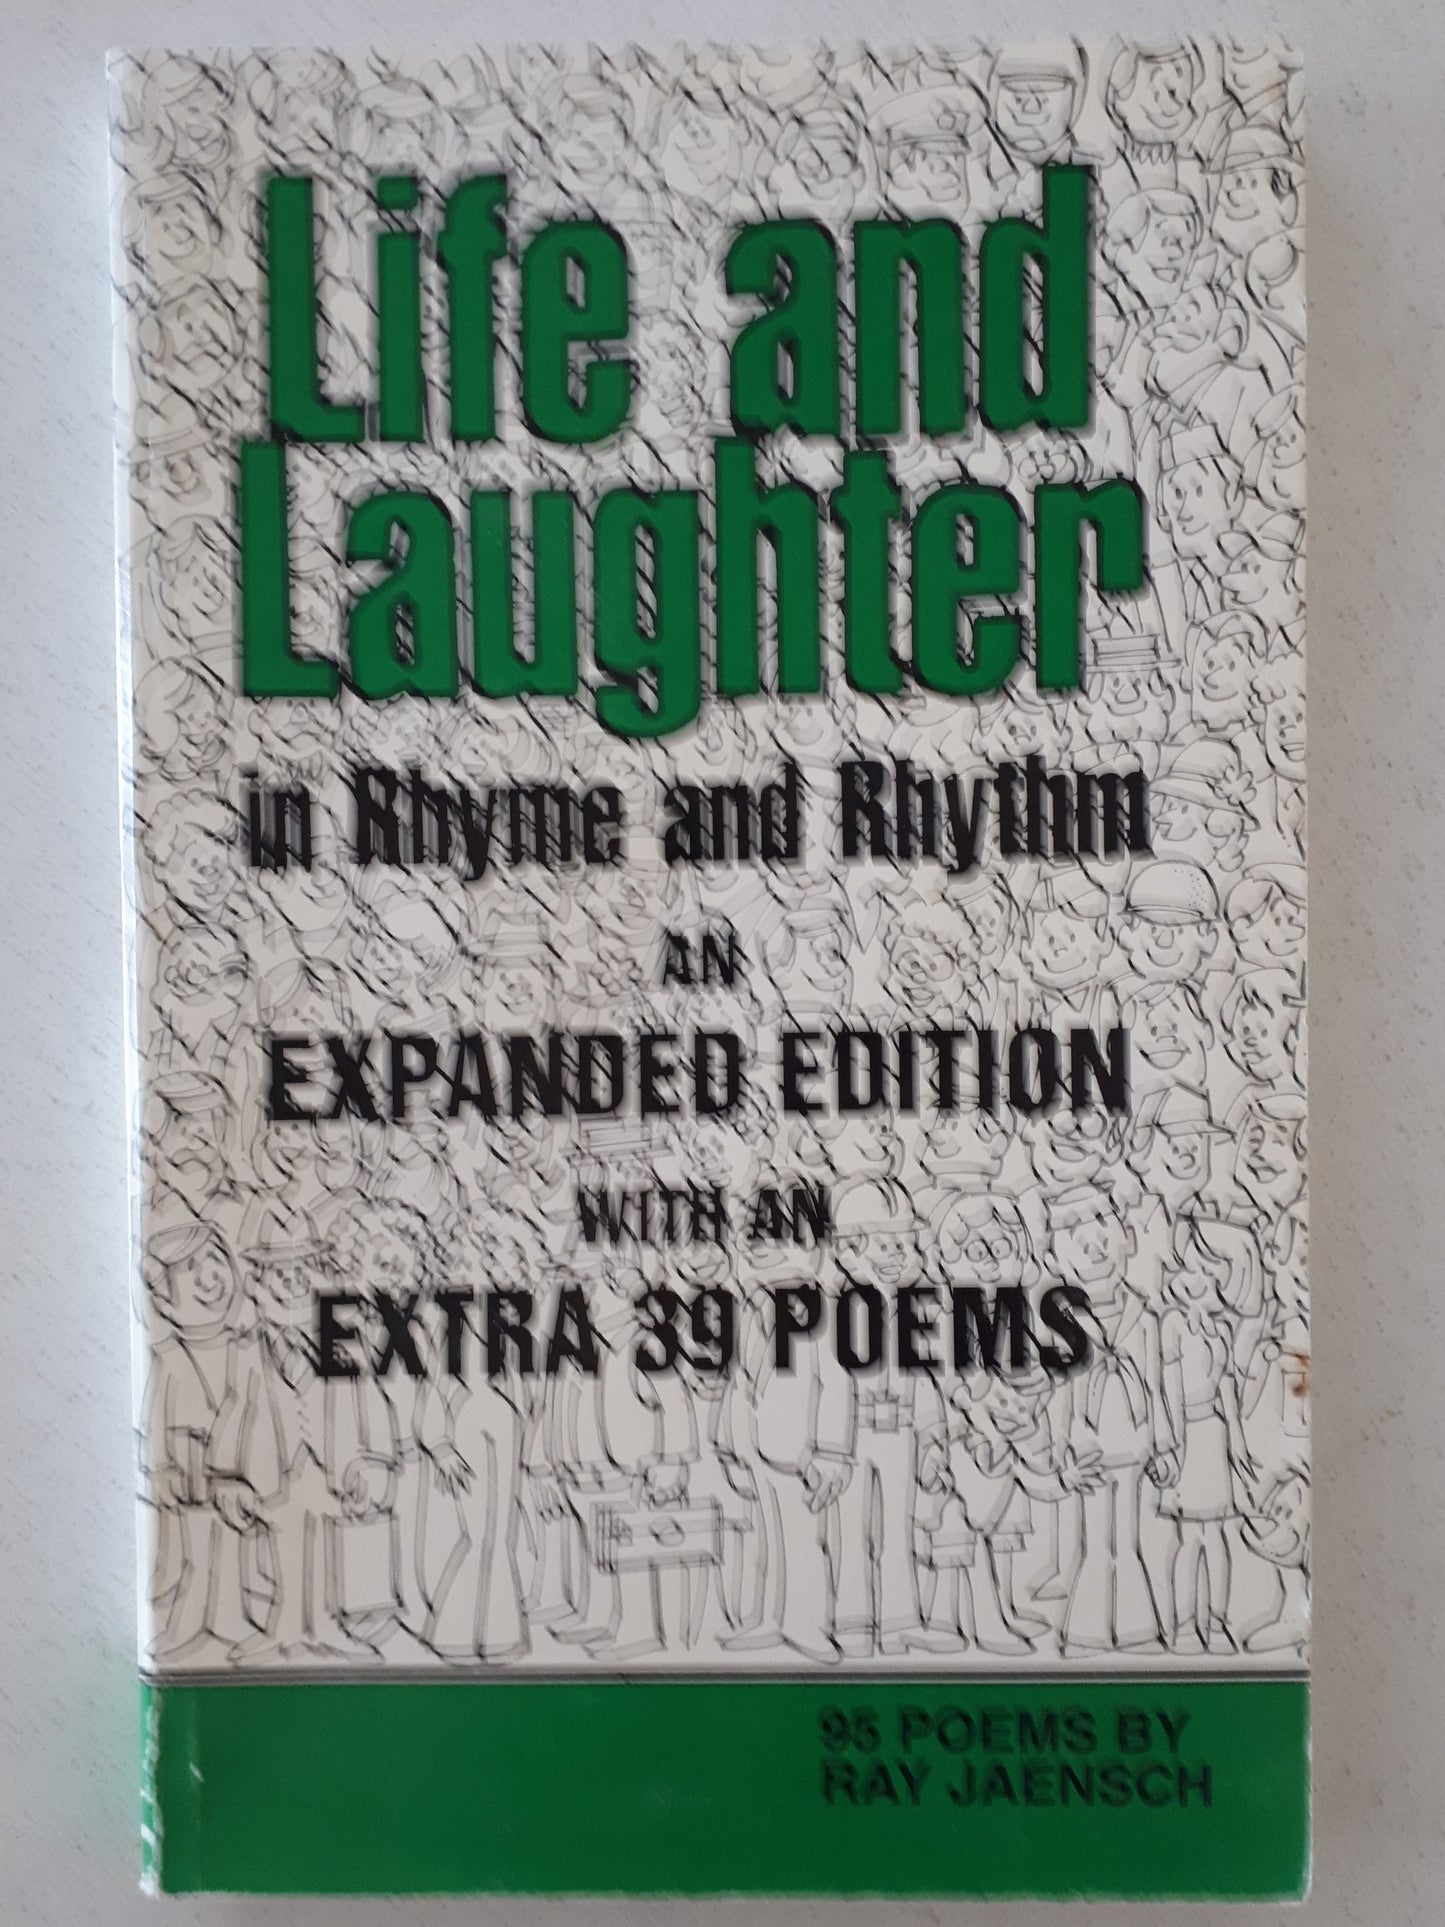 Life and
Laughter
in Rhyme and Rhythm
AN
EXPANDED EDITION
WITH AN
EXTRA 39 POEMS
95 POEMS BY
RAY JAENSCH